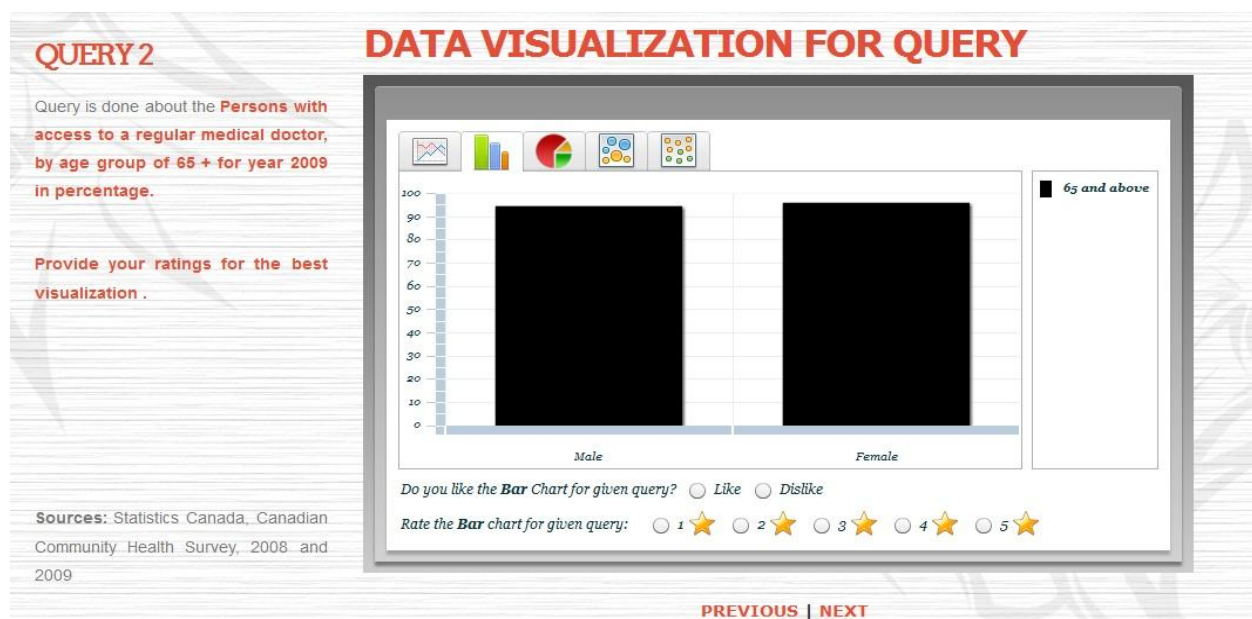 QUERY 2
Query is done about the Persons with
access to a regular medical doctor,
by age group of 65 + for year 2009
in percentage.
Provide your ratings for the best
visualization .
Sources: Statistics Canada, Canadian
Community Health Survey, 2008 and
2009
DATA VISUALIZATION FOR QUERY
100
90
80
70
60
50
40
30
20
10
0
Male Female
65 and above
Do you like the Bar Chart for given query? Like Dislike
Rate the Bar chart for given query: 1 2 3 4 5
PREVIOUS | NEXT